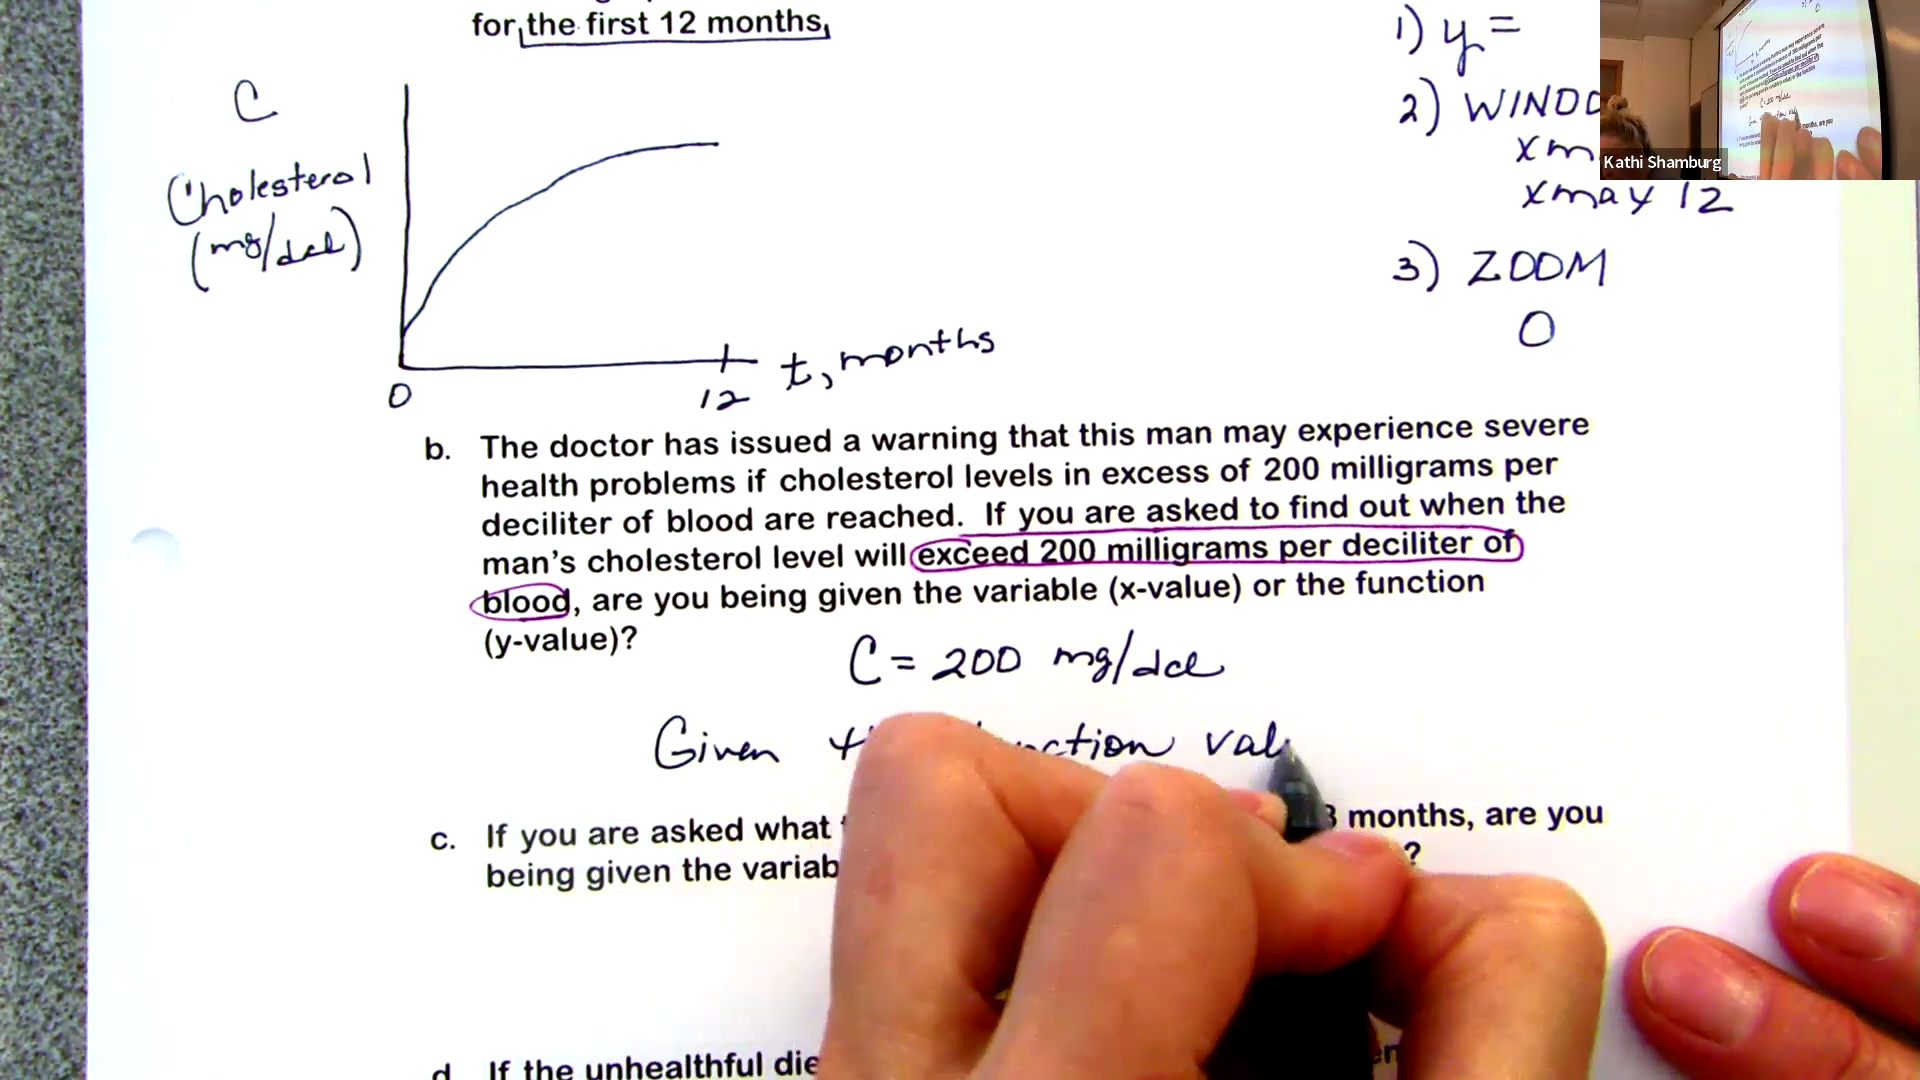 for the first 12 months,
C
Cholesterol
(mg/dcl)
0
12
t, months
1) y =
2) WINDO
xm
xmax 12
3) ZOOM
0
Kathi Shamburg
b. The doctor has issued a warning that this man may experience severe
health problems if cholesterol levels in excess of 200 milligrams per
deciliter of blood are reached. If you are asked to find out when the
man's cholesterol level will exceed 200 milligrams per deciliter of
blood, are you being given the variable (x-value) or the function
(y-value)?
C = 200 mg/dcl
Given nction val
c. If you are asked what 3 months, are you
being given the variab ?
d. If the unhealthful die